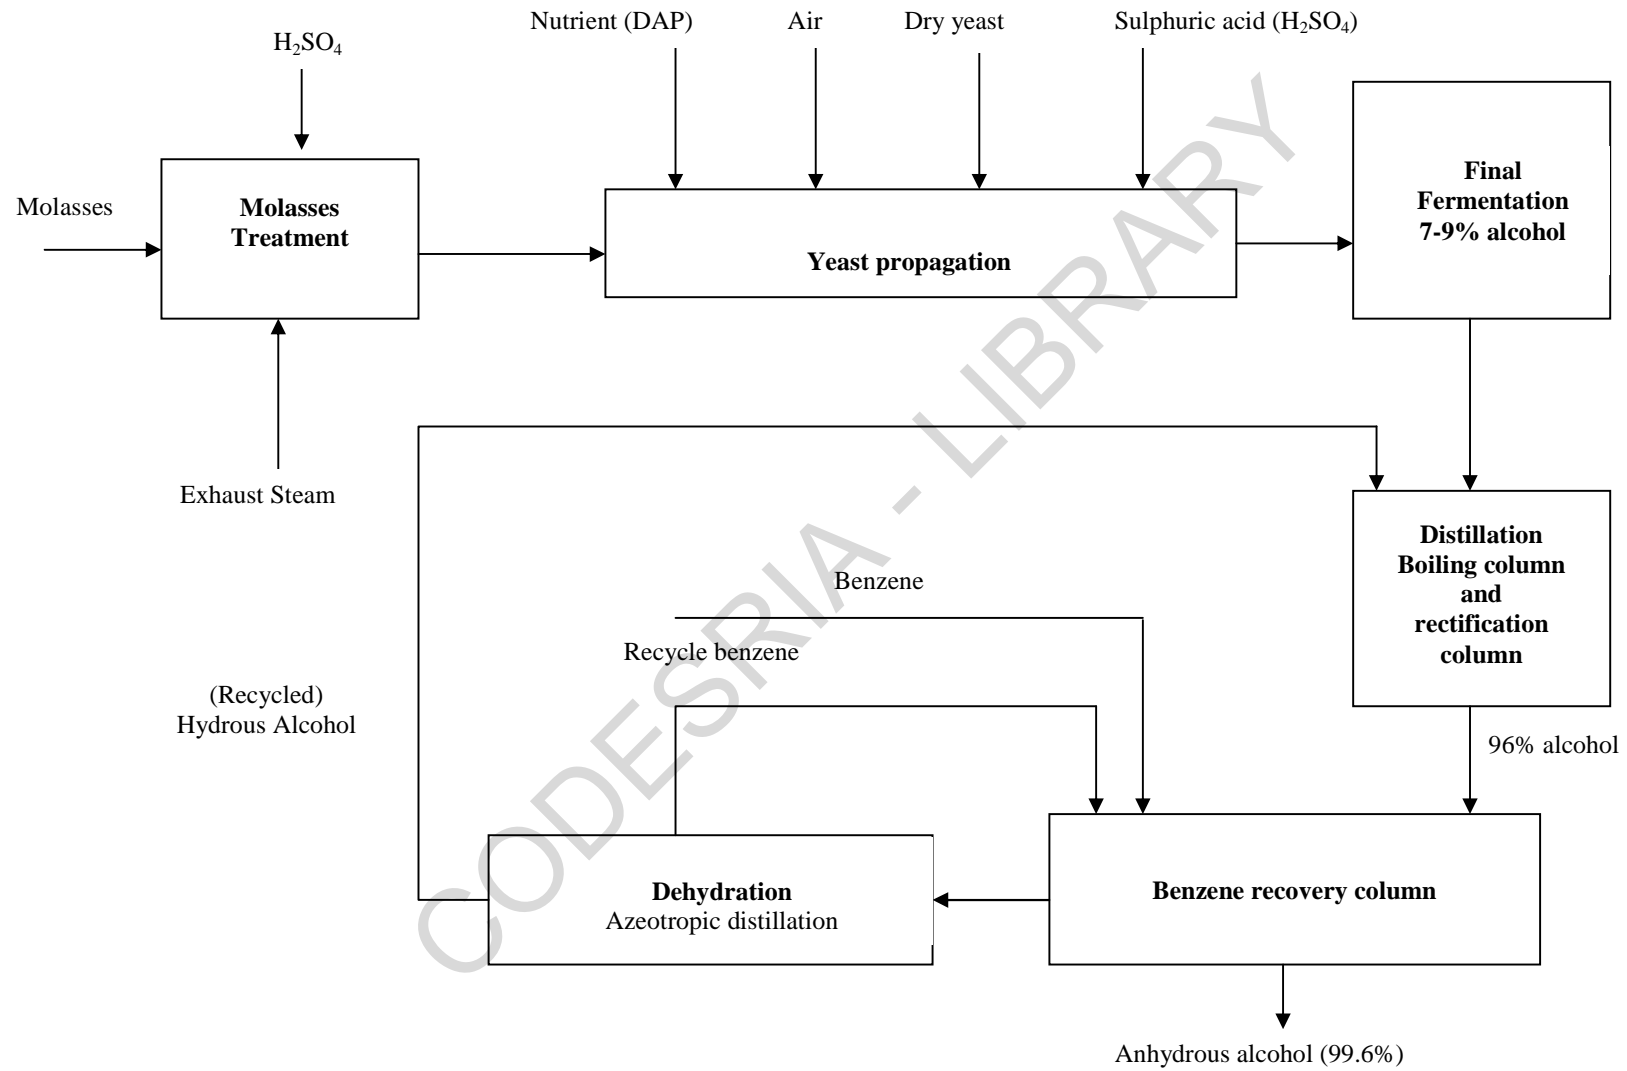 Nutrient (DAP)
Air
Dry yeast
Sulphuric acid (H₂SO₄)
H₂SO₄
Molasses
Molasses
Treatment
Yeast propagation
Final
Fermentation
7-9% alcohol
Exhaust Steam
Distillation
Boiling column
and
rectification
column
Benzene
Recycle benzene
(Recycled)
Hydrous Alcohol
96% alcohol
Dehydration
Azeotropic distillation
Benzene recovery column
Anhydrous alcohol (99.6%)
CODESRIA - LIBRARY